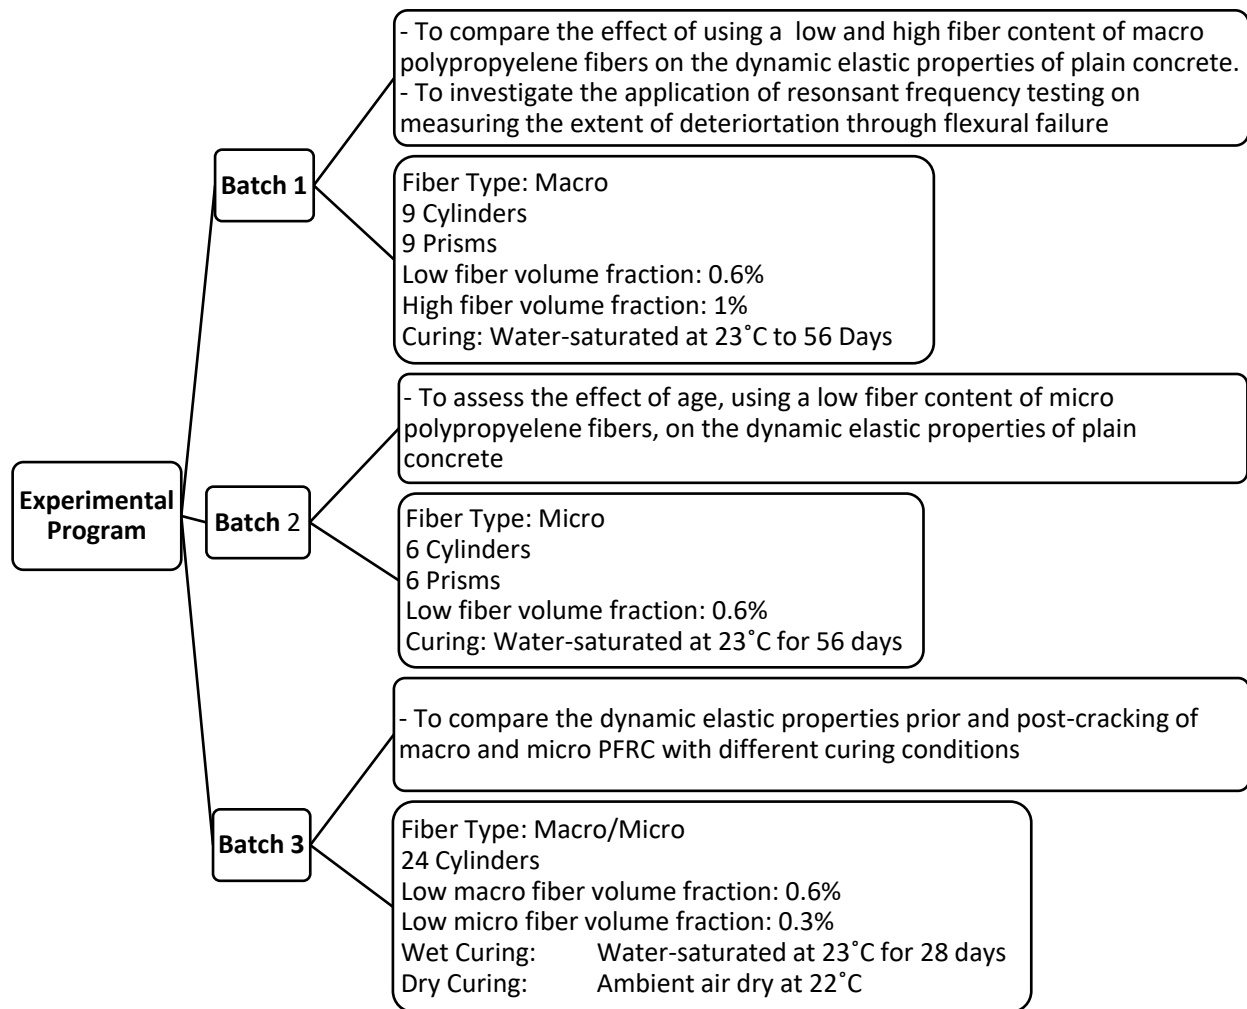 - To compare the effect of using a low and high fiber content of macro
polypropyelene fibers on the dynamic elastic properties of plain concrete.
- To investigate the application of resonsant frequency testing on
measuring the extent of deteriortation through flexural failure
Batch 1
Fiber Type: Macro
9 Cylinders
9 Prisms
Low fiber volume fraction: 0.6%
High fiber volume fraction: 1%
Curing: Water-saturated at 23˚C to 56 Days
- To assess the effect of age, using a low fiber content of micro
polypropyelene fibers, on the dynamic elastic properties of plain
concrete
Experimental
Program
Batch 2
Fiber Type: Micro
6 Cylinders
6 Prisms
Low fiber volume fraction: 0.6%
Curing: Water-saturated at 23˚C for 56 days
- To compare the dynamic elastic properties prior and post-cracking of
macro and micro PFRC with different curing conditions
Batch 3
Fiber Type: Macro/Micro
24 Cylinders
Low macro fiber volume fraction: 0.6%
Low micro fiber volume fraction: 0.3%
Wet Curing: Water-saturated at 23˚C for 28 days
Dry Curing: Ambient air dry at 22˚C